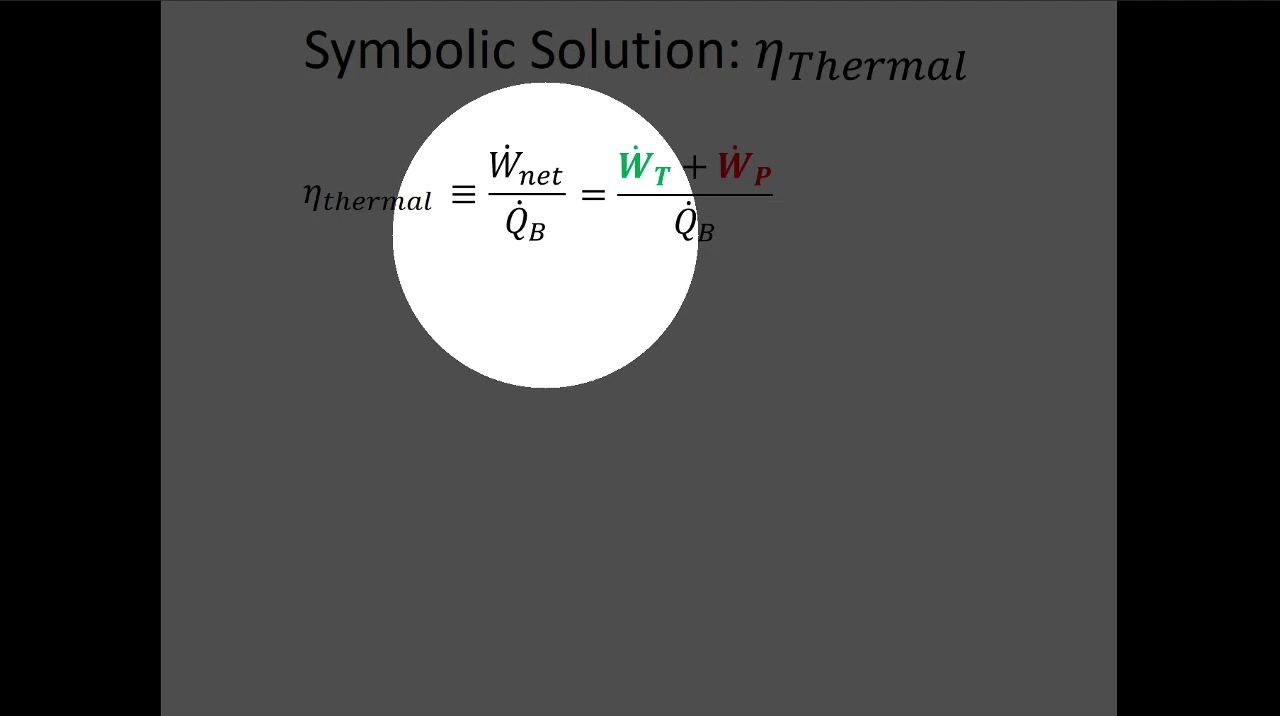 Symbolic Solution: η_Thermal
η_thermal ≡ Ẇ_net / Q̇_B = (Ẇ_T + Ẇ_P) / Q̇_B